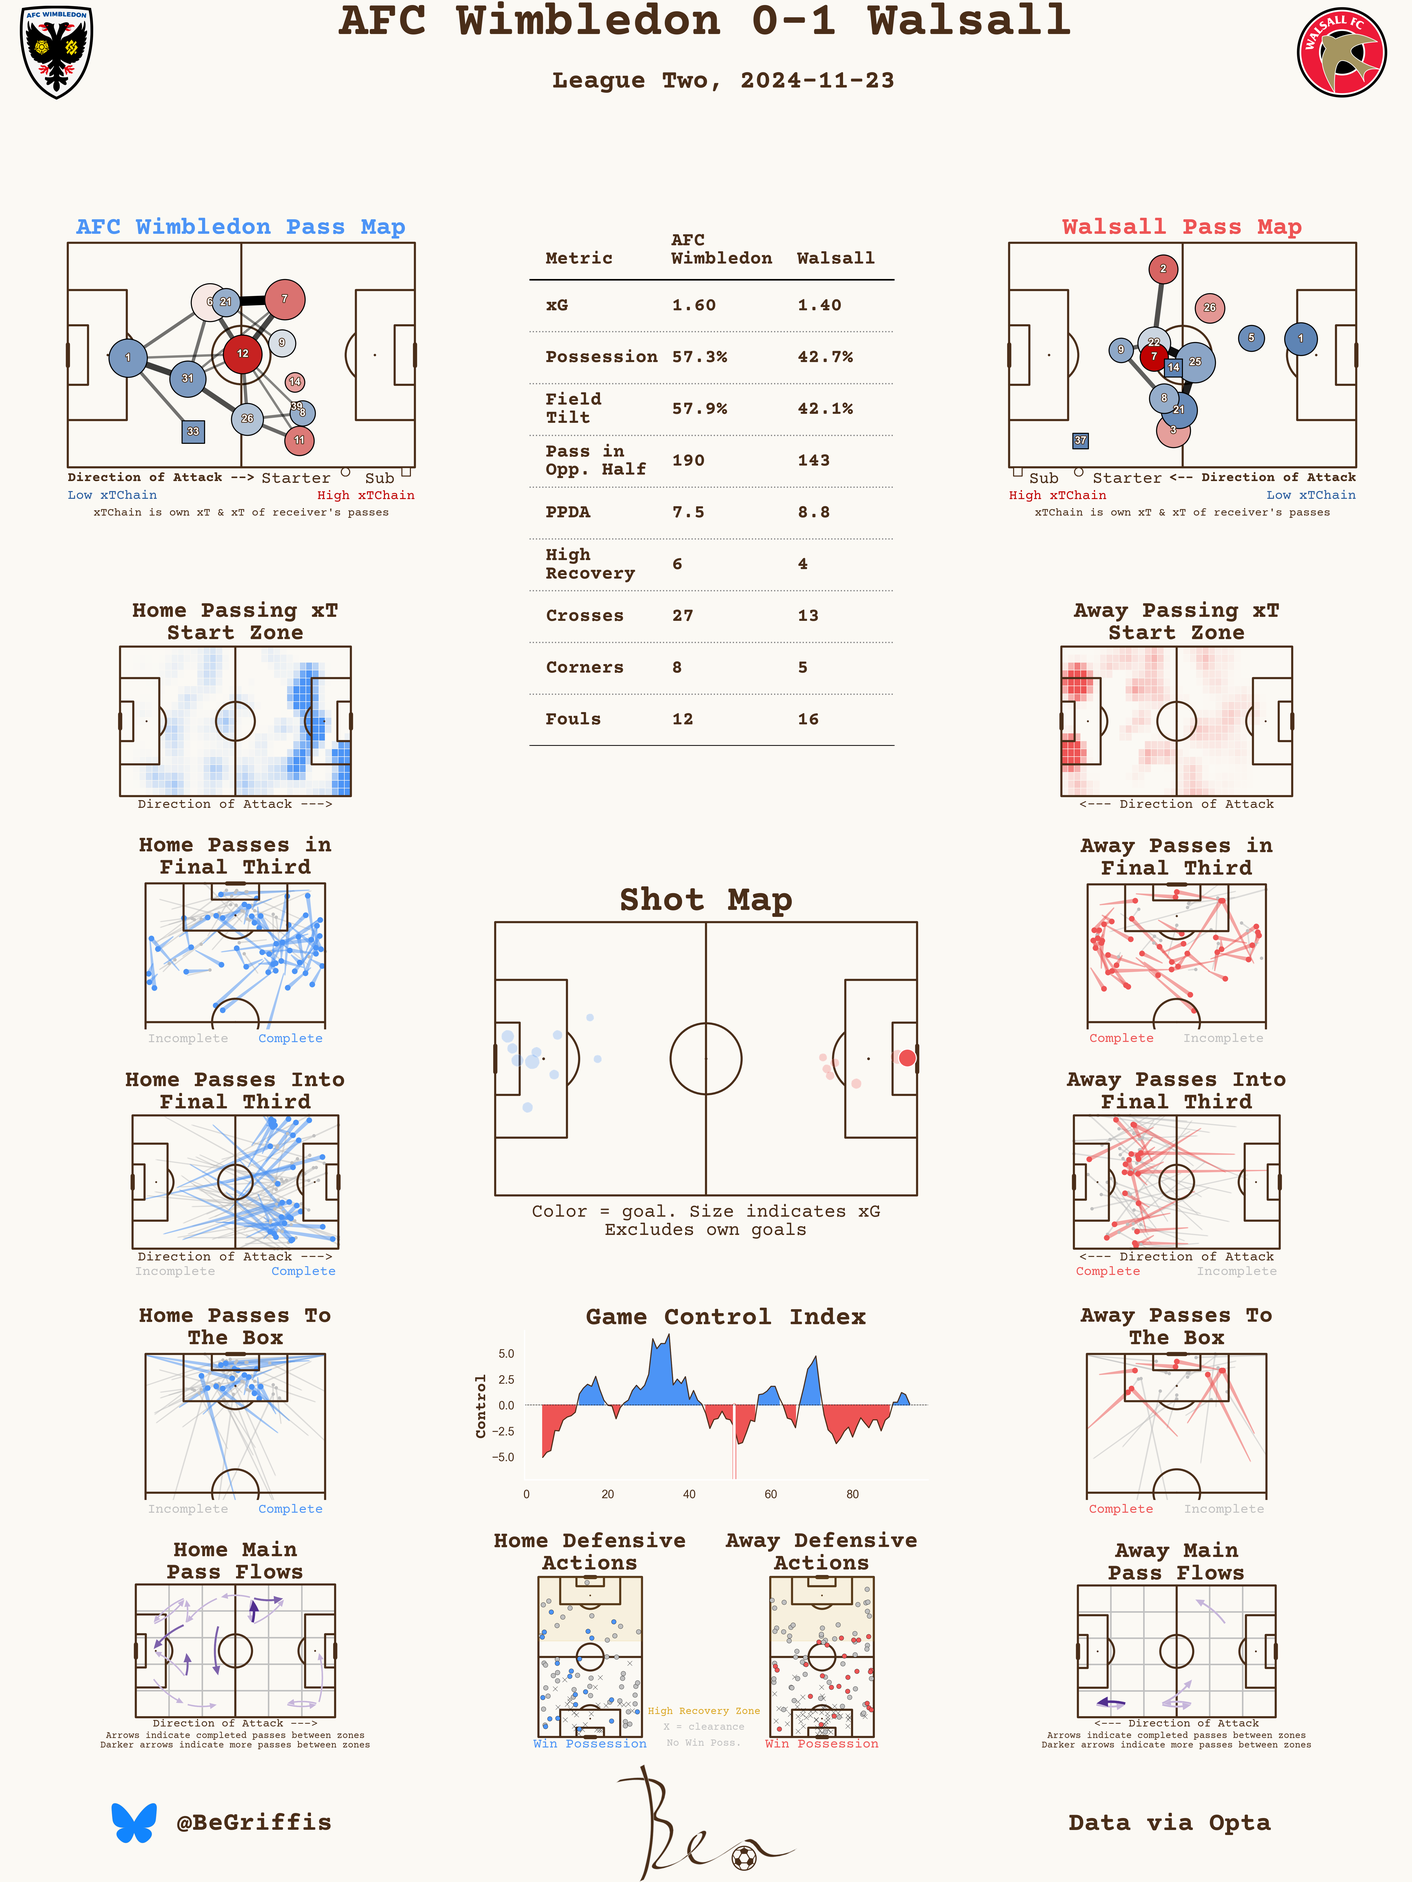 AFC Wimbledon 0-1 Walsall
League Two, 2024-11-23
AFC WIMBLEDON
WALSALL FC
AFC Wimbledon Pass Map
1
31
33
6
21
7
9
12
14
39
8
26
11
Direction of Attack --> Starter Sub
Low xTChain High xTChain
xTChain is own xT & xT of receiver's passes
Metric AFC Wimbledon Walsall
xG 1.60 1.40
Possession 57.3% 42.7%
Field Tilt 57.9% 42.1%
Pass in Opp. Half 190 143
PPDA 7.5 8.8
High Recovery 6 4
Crosses 27 13
Corners 8 5
Fouls 12 16
Walsall Pass Map
2
26
5
1
9
22
7
14
25
8
21
3
37
Sub Starter <-- Direction of Attack
High xTChain Low xTChain
xTChain is own xT & xT of receiver's passes
Home Passing xT
Start Zone
Direction of Attack --->
Away Passing xT
Start Zone
<--- Direction of Attack
Home Passes in
Final Third
Incomplete Complete
Away Passes in
Final Third
Complete Incomplete
Shot Map
Color = goal. Size indicates xG
Excludes own goals
Home Passes Into
Final Third
Direction of Attack --->
Incomplete Complete
Away Passes Into
Final Third
<--- Direction of Attack
Complete Incomplete
Home Passes To
The Box
Incomplete Complete
Game Control Index
Control
5.0
2.5
0.0
−2.5
−5.0
0 20 40 60 80
Away Passes To
The Box
Complete Incomplete
Home Main
Pass Flows
Direction of Attack --->
Arrows indicate completed passes between zones
Darker arrows indicate more passes between zones
Home Defensive
Actions
Win Possession
High Recovery Zone
X = clearance
No Win Poss.
Away Defensive
Actions
Win Possession
Away Main
Pass Flows
<--- Direction of Attack
Arrows indicate completed passes between zones
Darker arrows indicate more passes between zones
@BeGriffis
Ben
Data via Opta